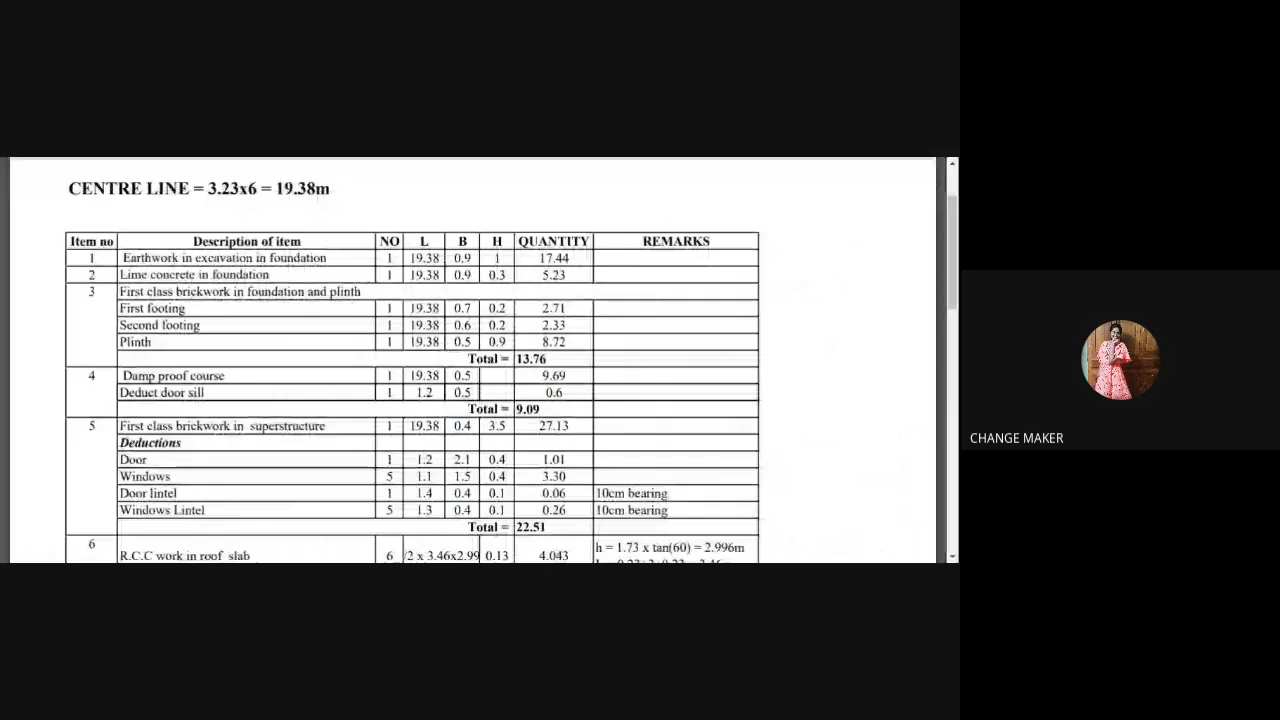 CENTRE LINE = 3.23x6 = 19.38m
Item no Description of item NO L B H QUANTITY REMARKS
1 Earthwork in excavation in foundation 1 19.38 0.9 1 17.44
2 Lime concrete in foundation 1 19.38 0.9 0.3 5.23
3 First class brickwork in foundation and plinth
First footing 1 19.38 0.7 0.2 2.71
Second footing 1 19.38 0.6 0.2 2.33
Plinth 1 19.38 0.5 0.9 8.72
Total = 13.76
4 Damp proof course 1 19.38 0.5 9.69
Deduct door sill 1 1.2 0.5 0.6
Total = 9.09
5 First class brickwork in superstructure 1 19.38 0.4 3.5 27.13
Deductions
Door 1 1.2 2.1 0.4 1.01
Windows 5 1.1 1.5 0.4 3.30
Door lintel 1 1.4 0.4 0.1 0.06 10cm bearing
Windows Lintel 5 1.3 0.4 0.1 0.26 10cm bearing
Total = 22.51
6 R.C.C work in roof slab 6 /2 x 3.46x2.99 0.13 4.043 h = 1.73 x tan(60) = 2.996m
CHANGE MAKER